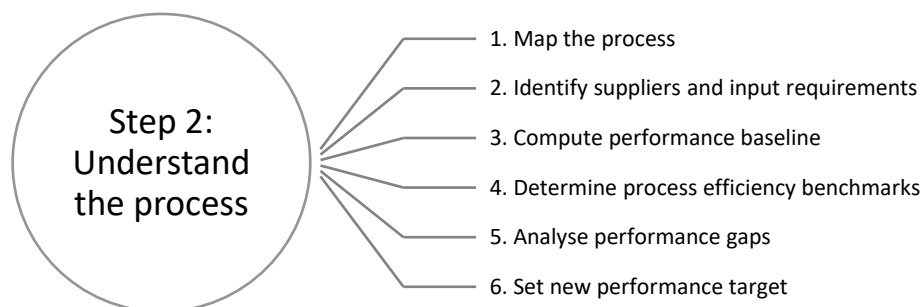 Step 2:
Understand
the process
1. Map the process
2. Identify suppliers and input requirements
3. Compute performance baseline
4. Determine process efficiency benchmarks
5. Analyse performance gaps
6. Set new performance target